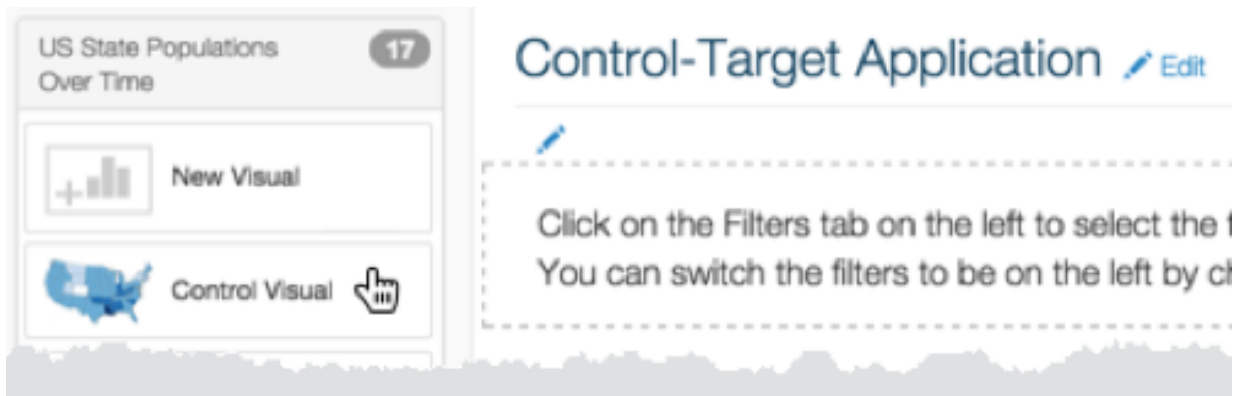 US State Populations
Over Time
17
New Visual
Control Visual
Control-Target Application
Edit
Click on the Filters tab on the left to select the
You can switch the filters to be on the left by